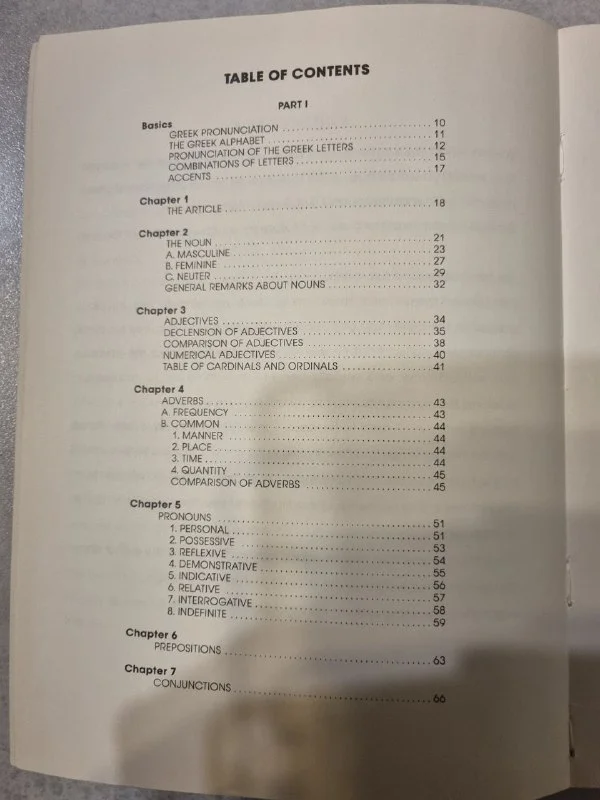 TABLE OF CONTENTS
PART I
Basics
GREEK PRONUNCIATION .......... 10
THE GREEK ALPHABET .......... 11
PRONUNCIATION OF THE GREEK LETTERS .......... 12
COMBINATIONS OF LETTERS .......... 15
ACCENTS .......... 17
Chapter 1
THE ARTICLE .......... 18
Chapter 2
THE NOUN .......... 21
A. MASCULINE .......... 23
B. FEMININE .......... 27
C. NEUTER .......... 29
GENERAL REMARKS ABOUT NOUNS .......... 32
Chapter 3
ADJECTIVES .......... 34
DECLENSION OF ADJECTIVES .......... 35
COMPARISON OF ADJECTIVES .......... 38
NUMERICAL ADJECTIVES .......... 40
TABLE OF CARDINALS AND ORDINALS .......... 41
Chapter 4
ADVERBS .......... 43
A. FREQUENCY .......... 43
B. COMMON .......... 44
1. MANNER .......... 44
2. PLACE .......... 44
3. TIME .......... 44
4. QUANTITY .......... 45
COMPARISON OF ADVERBS .......... 45
Chapter 5
PRONOUNS .......... 51
1. PERSONAL .......... 51
2. POSSESSIVE .......... 53
3. REFLEXIVE .......... 54
4. DEMONSTRATIVE .......... 55
5. INDICATIVE .......... 56
6. RELATIVE .......... 57
7. INTERROGATIVE .......... 58
8. INDEFINITE .......... 59
Chapter 6
PREPOSITIONS .......... 63
Chapter 7
CONJUNCTIONS .......... 66